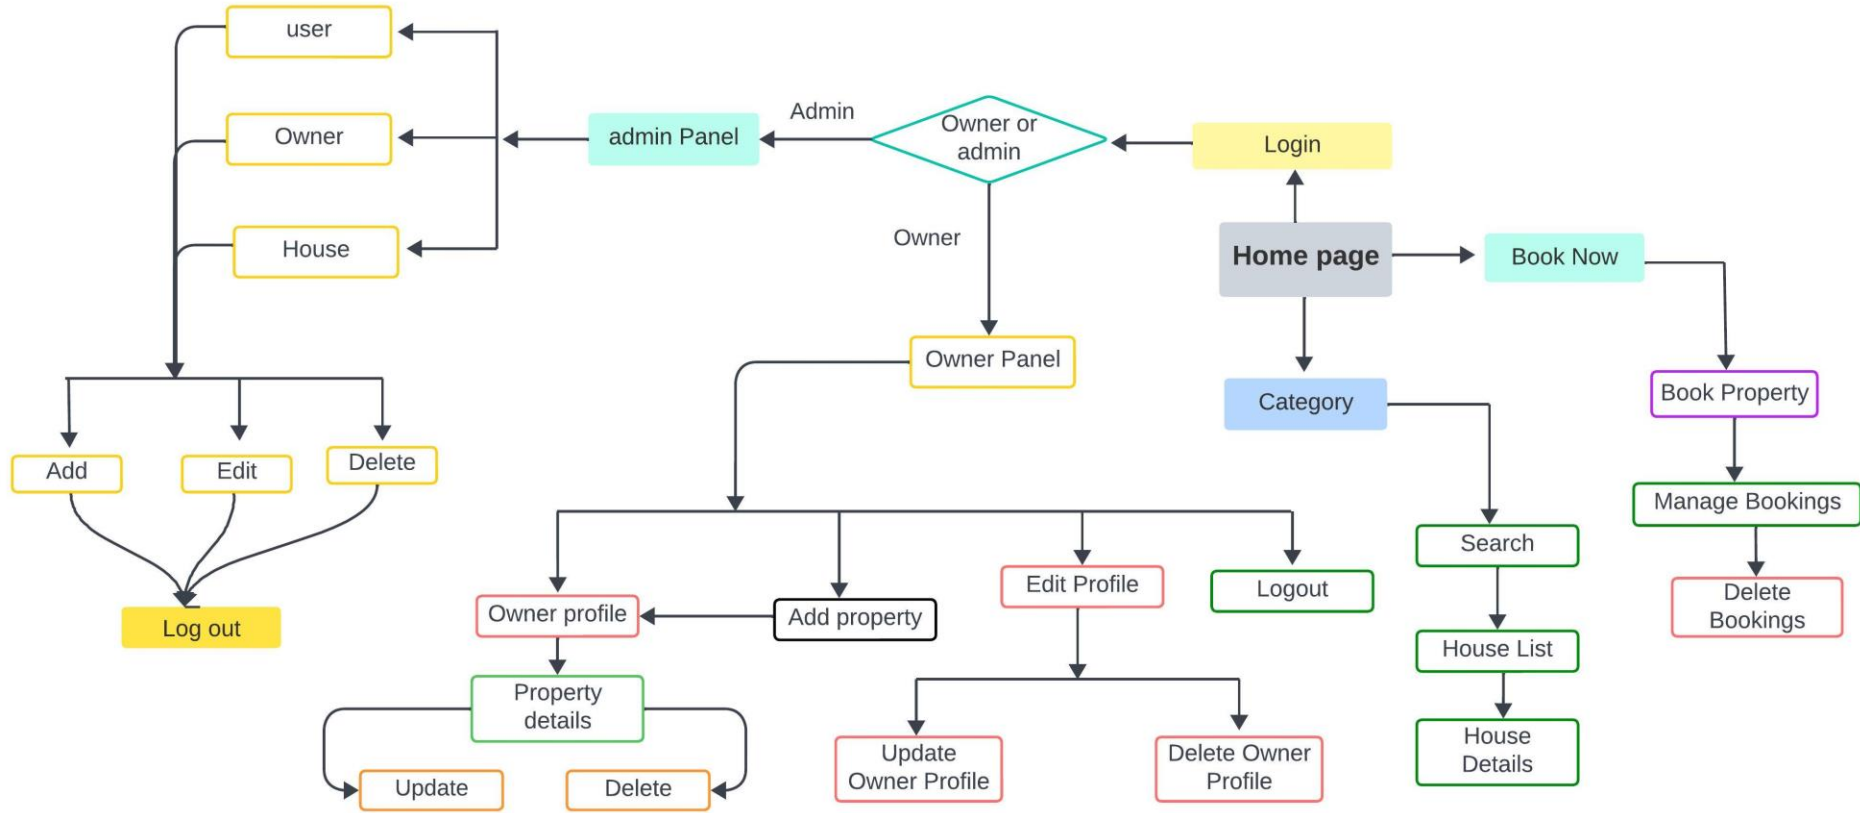 user
Admin
Owner or
admin
Owner
admin Panel
Login
House
Owner
Home page
Book Now
Owner Panel
Category
Book Property
Add
Edit
Delete
Manage Bookings
Search
Log out
Owner profile
Add property
Edit Profile
Logout
Delete
Bookings
House List
Property
details
Update
Delete
Update
Owner Profile
Delete Owner
Profile
House
Details